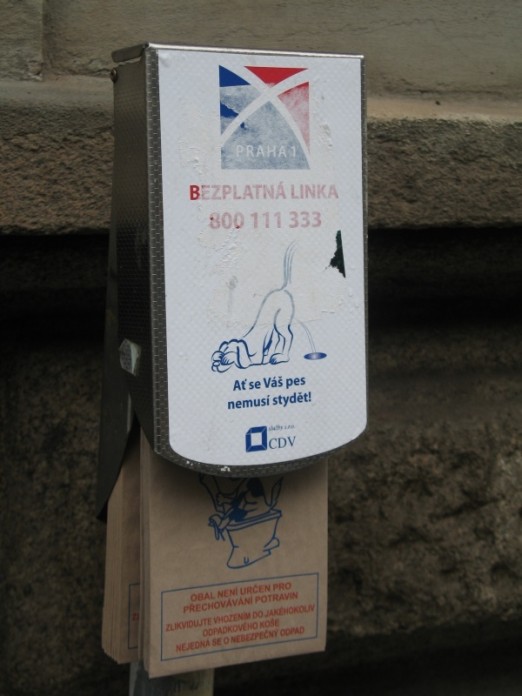 PRAHA 1
BEZPLATNÁ LINKA
800 111 333
Ať se Váš pes
nemusí stydět!
služby s.r.o.
CDV
OBAL NENÍ URČEN PRO
PŘECHOVÁVÁNÍ POTRAVIN
ZLIKVIDUJTE VHOZENÍM DO JAKÉHOKOLIV
ODPADKOVÉHO KOŠE
NEJEDNÁ SE O NEBEZPEČNÝ ODPAD